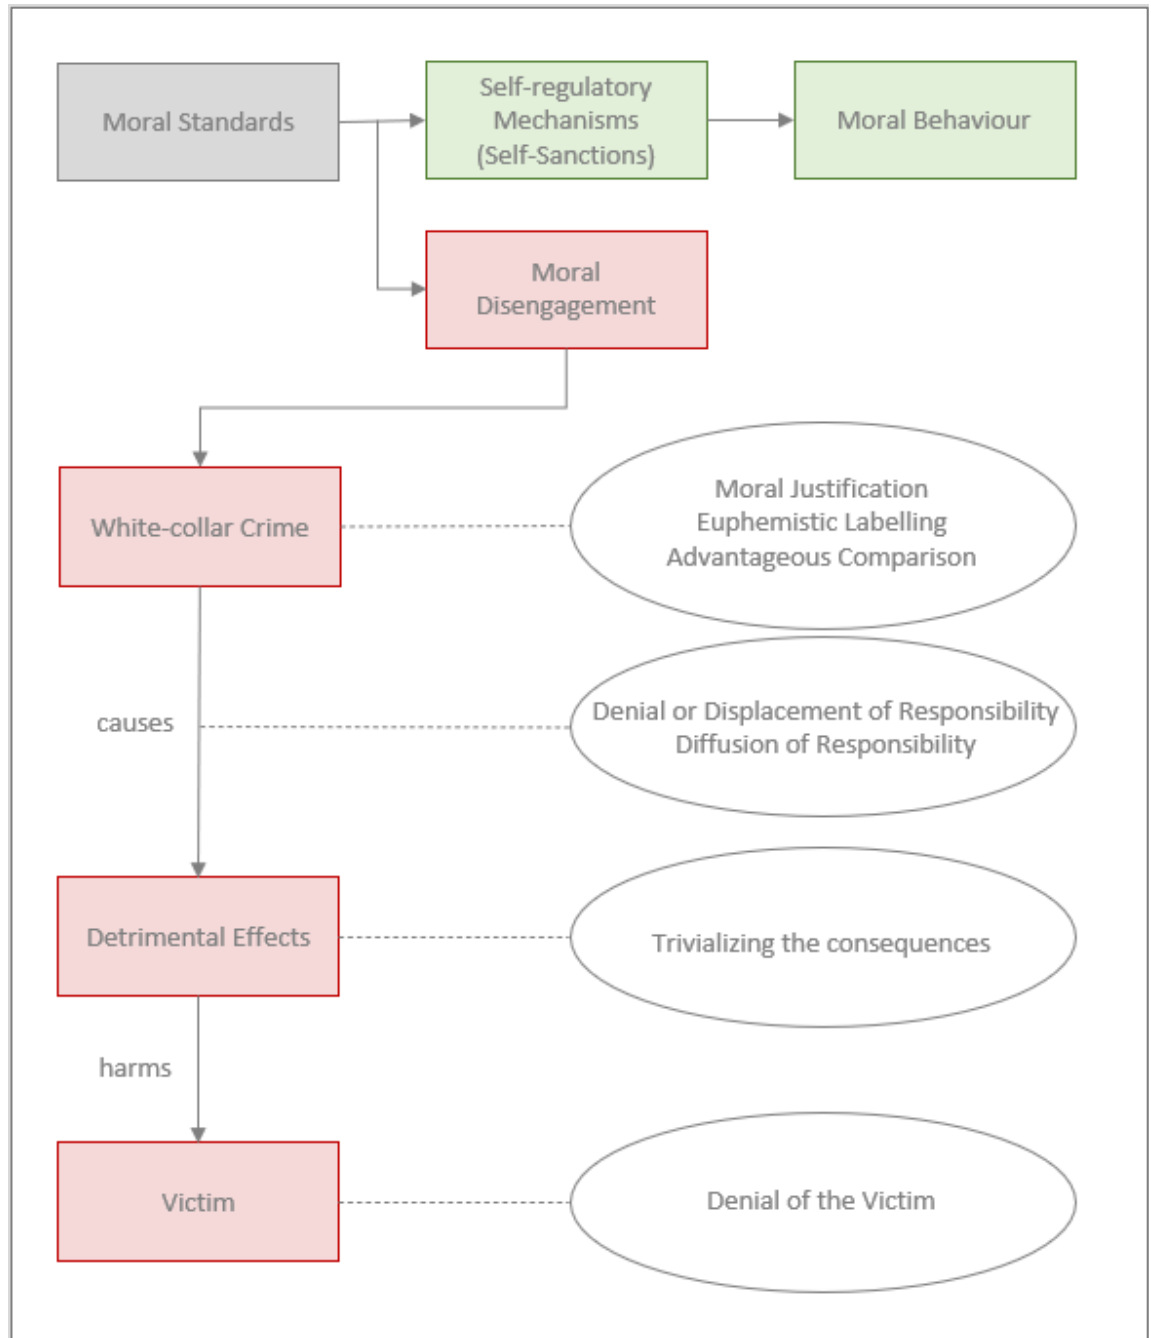 Moral Standards
Self-regulatory
Mechanisms
(Self-Sanctions)
Moral Behaviour
Moral
Disengagement
White-collar Crime
Moral Justification
Euphemistic Labelling
Advantageous Comparison
causes
Denial or Displacement of Responsibility
Diffusion of Responsibility
Detrimental Effects
Trivializing the consequences
harms
Victim
Denial of the Victim